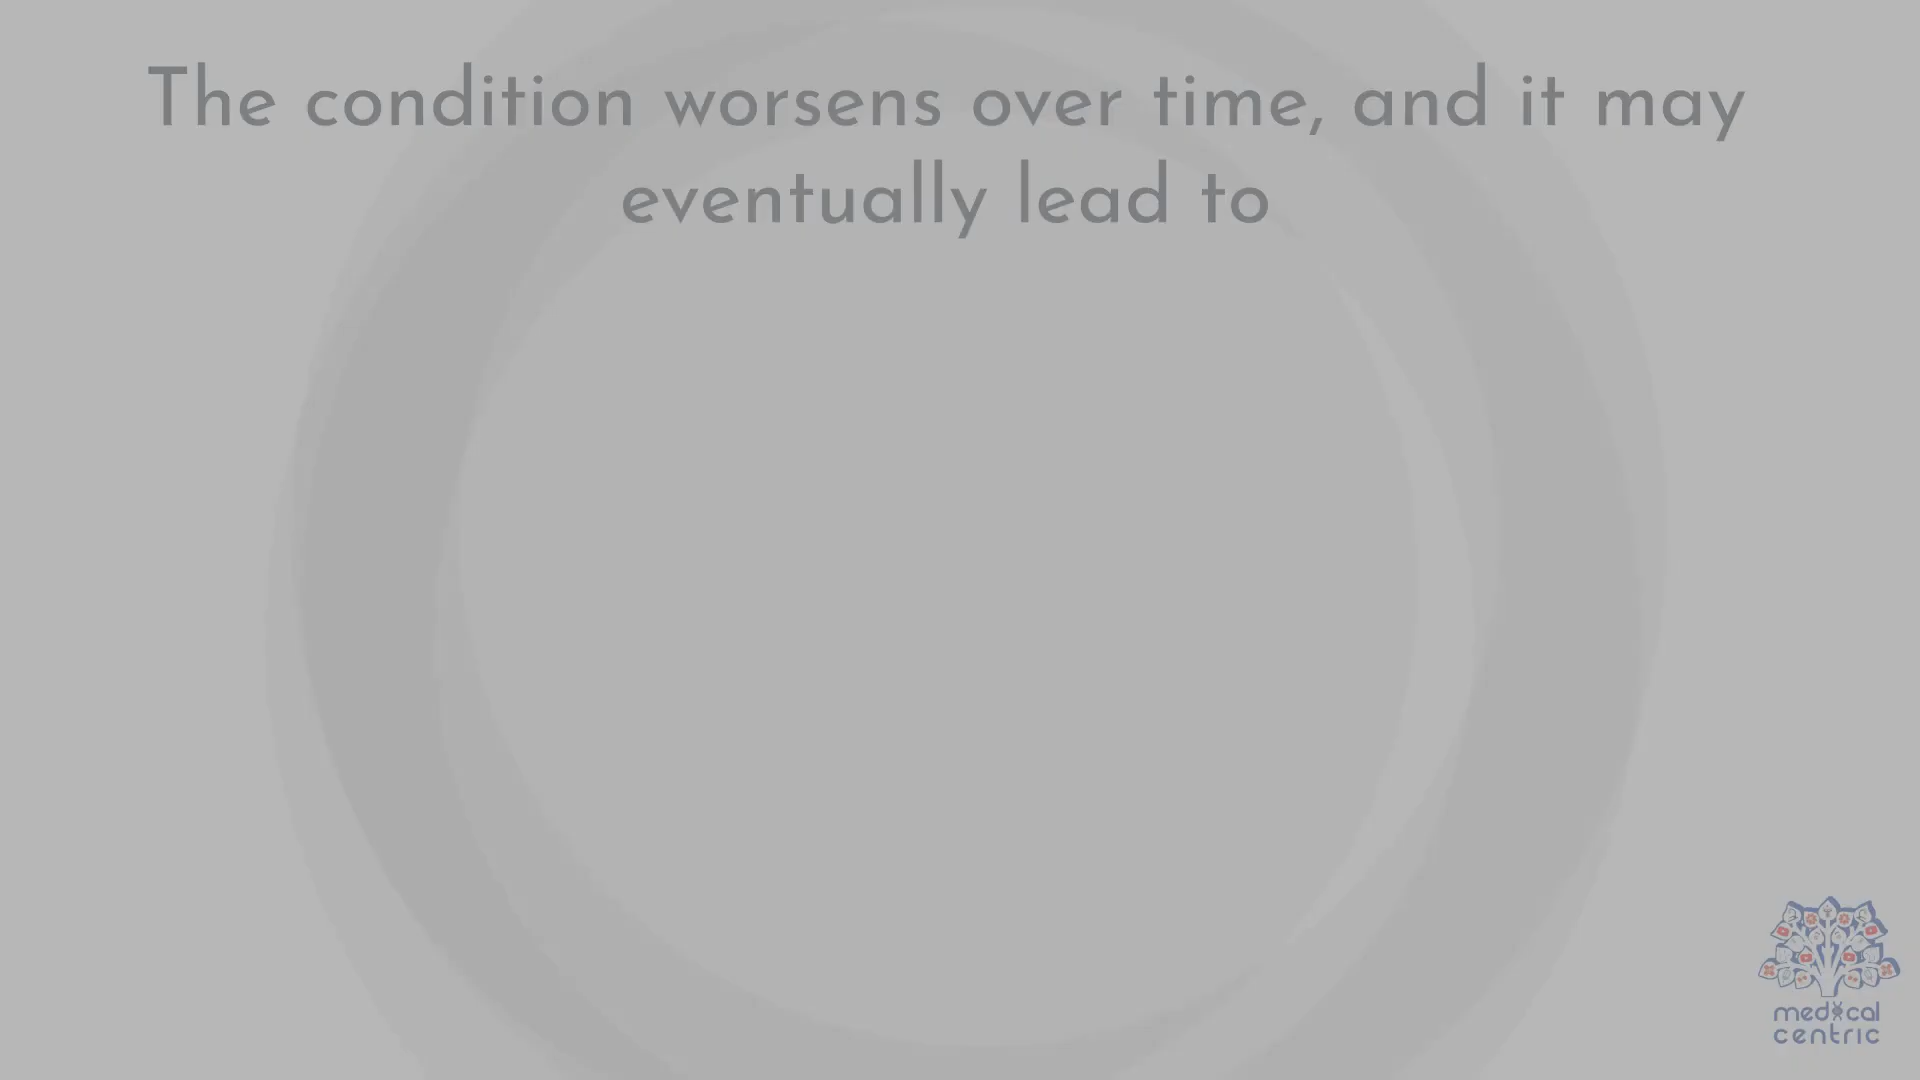 The condition worsens over time, and it may
eventually lead to
medical
centric